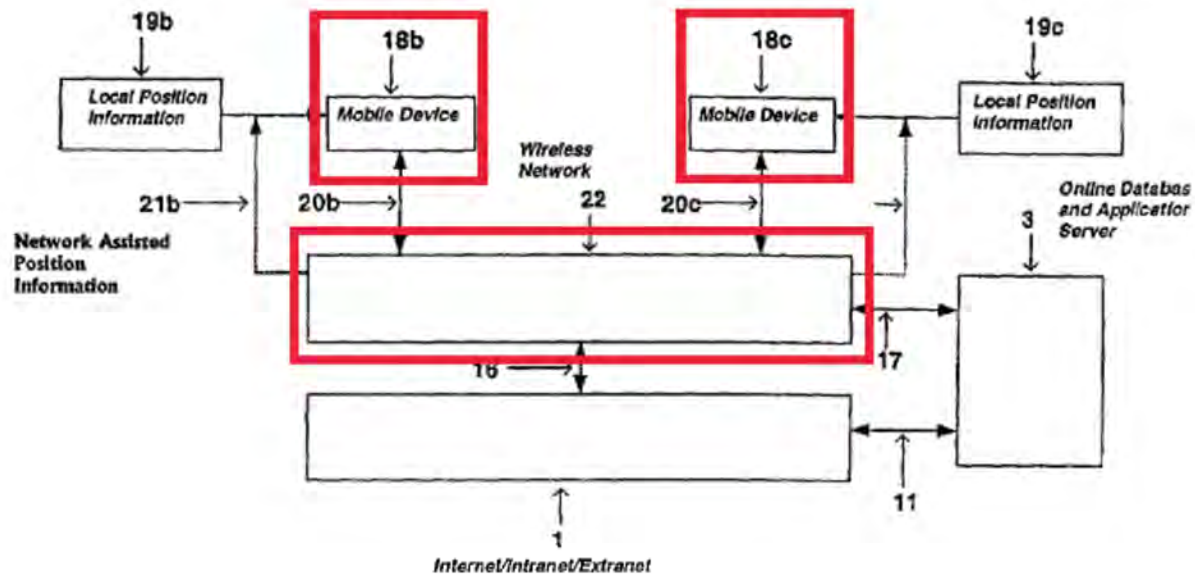 19b
18b
18c
19c
Local Position
Information
Mobile Device
Mobile Device
Local Position
Information
Wireless
Network
22
21b
20b
20c
Online Databas
and Application
Server
3
Network Assisted
Position
Information
17
16
11
1
Internet/Intranet/Extranet